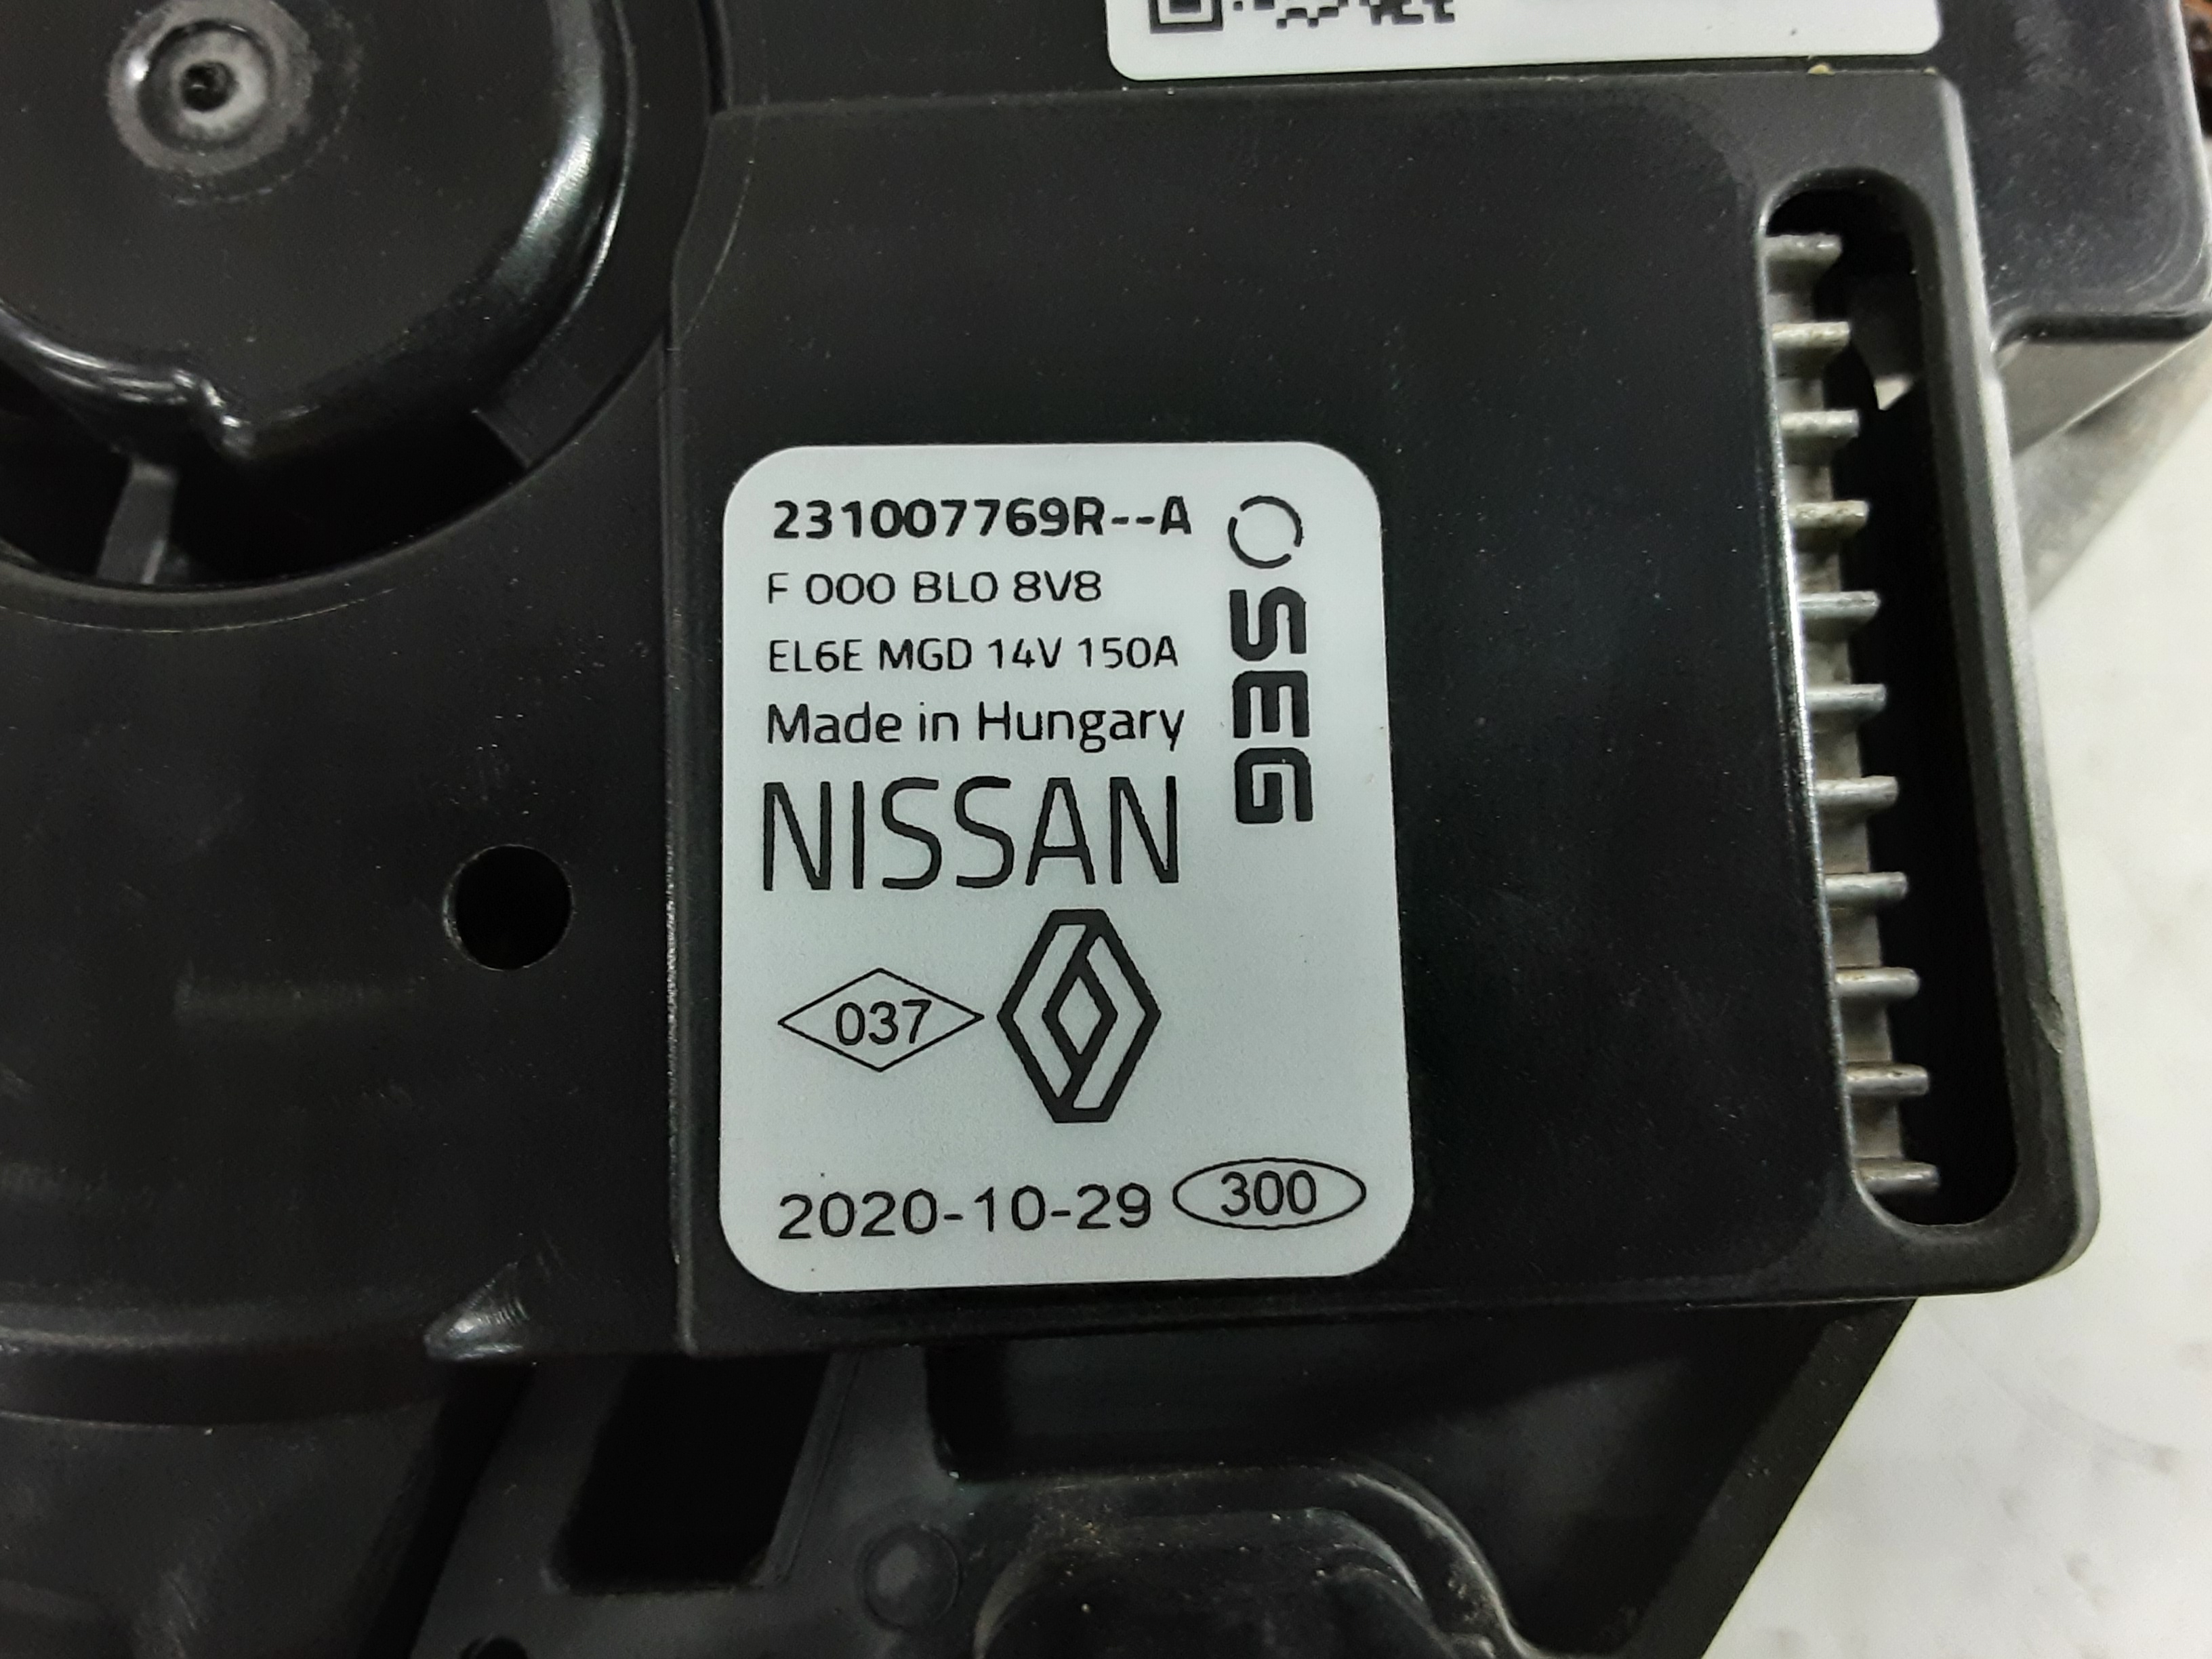 231007769R--A
F 000 BL0 8V8
EL6E MGD 14V 150A
Made in Hungary
SEG
NISSAN
037
2020-10-29 300